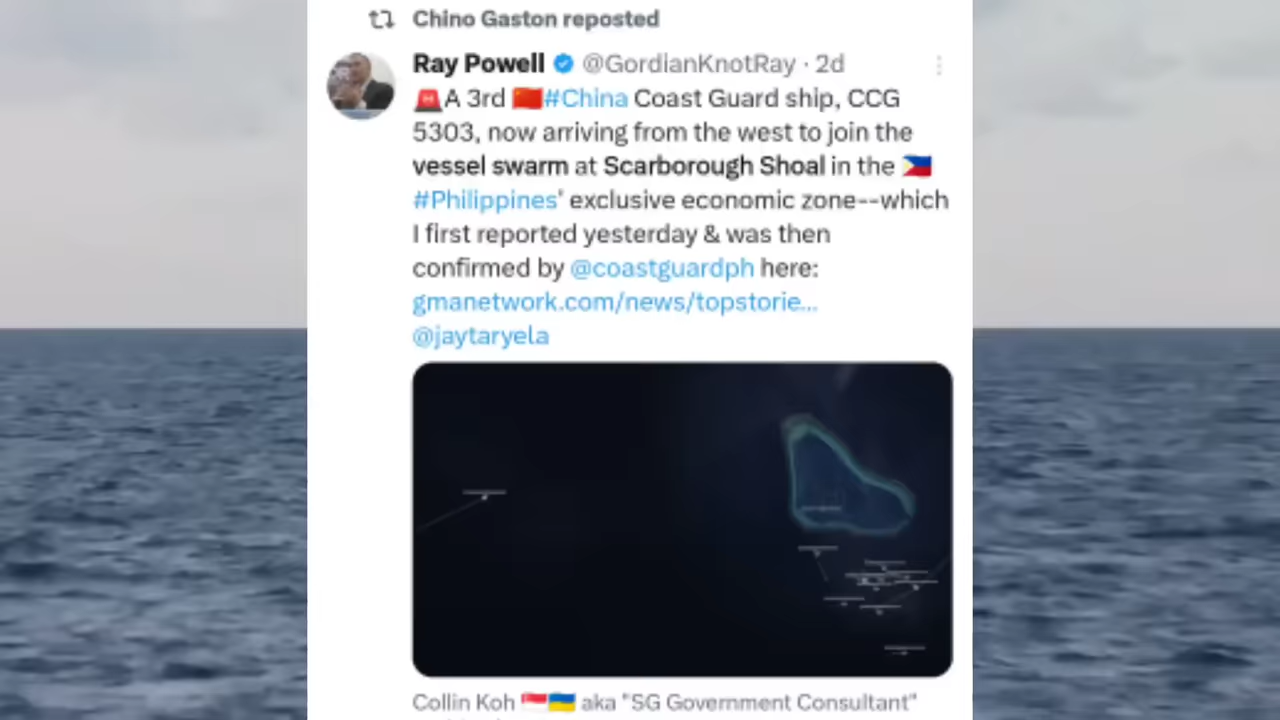 Chino Gaston reposted
Ray Powell @GordianKnotRay · 2d
🚨A 3rd 🇨🇳#China Coast Guard ship, CCG
5303, now arriving from the west to join the
vessel swarm at Scarborough Shoal in the 🇵🇭
#Philippines' exclusive economic zone--which
I first reported yesterday & was then
confirmed by @coastguardph here:
gmanetwork.com/news/topstorie...
@jaytaryela
Collin Koh 🇸🇬🇺🇦 aka "SG Government Consultant"